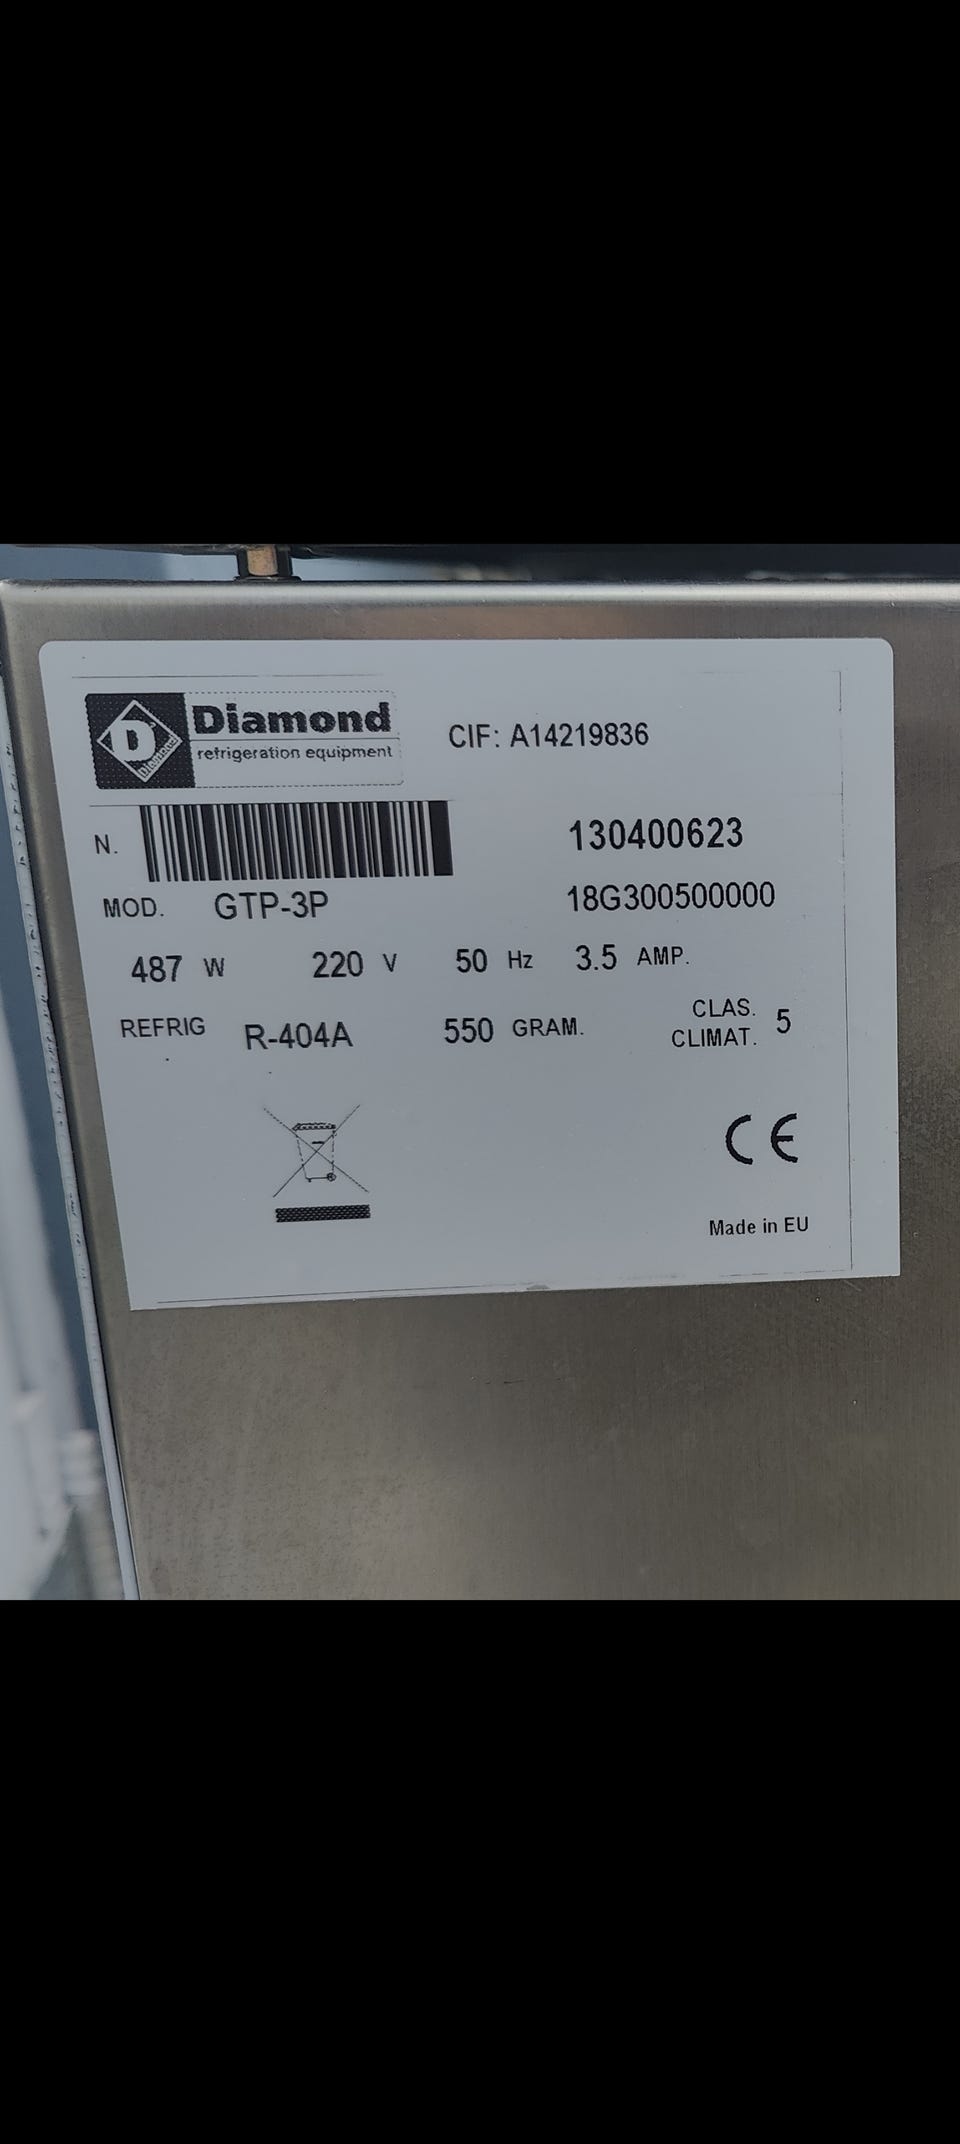 Diamond
refrigeration equipment
CIF: A14219836
N. 130400623
MOD. GTP-3P 18G300500000
487 W 220 V 50 Hz 3.5 AMP.
REFRIG R-404A 550 GRAM. CLAS. CLIMAT. 5
CE
Made in EU